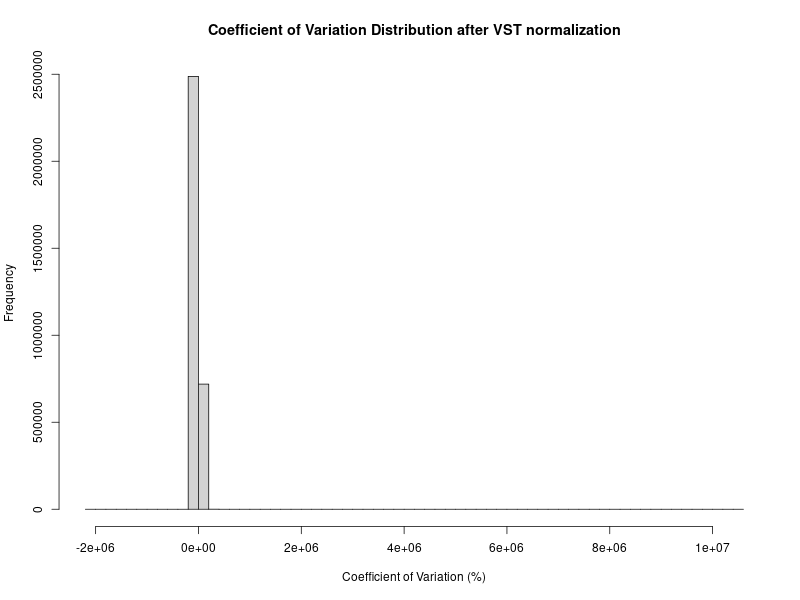 Coefficient of Variation Distribution after VST normalization
Frequency
2500000
2000000
1500000
1000000
500000
0
-2e+06 0e+00 2e+06 4e+06 6e+06 8e+06 1e+07
Coefficient of Variation (%)